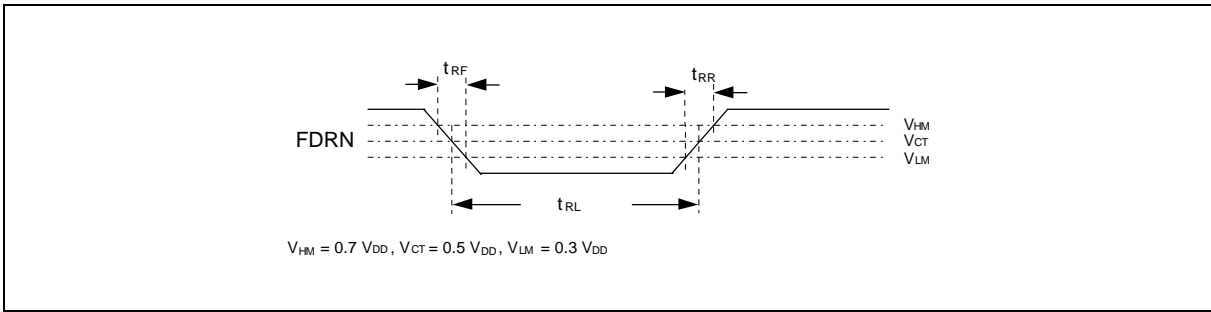 tRF
tRR
FDRN
VHM
VCT
VLM
tRL
VHM = 0.7 VDD, VCT = 0.5 VDD, VLM = 0.3 VDD